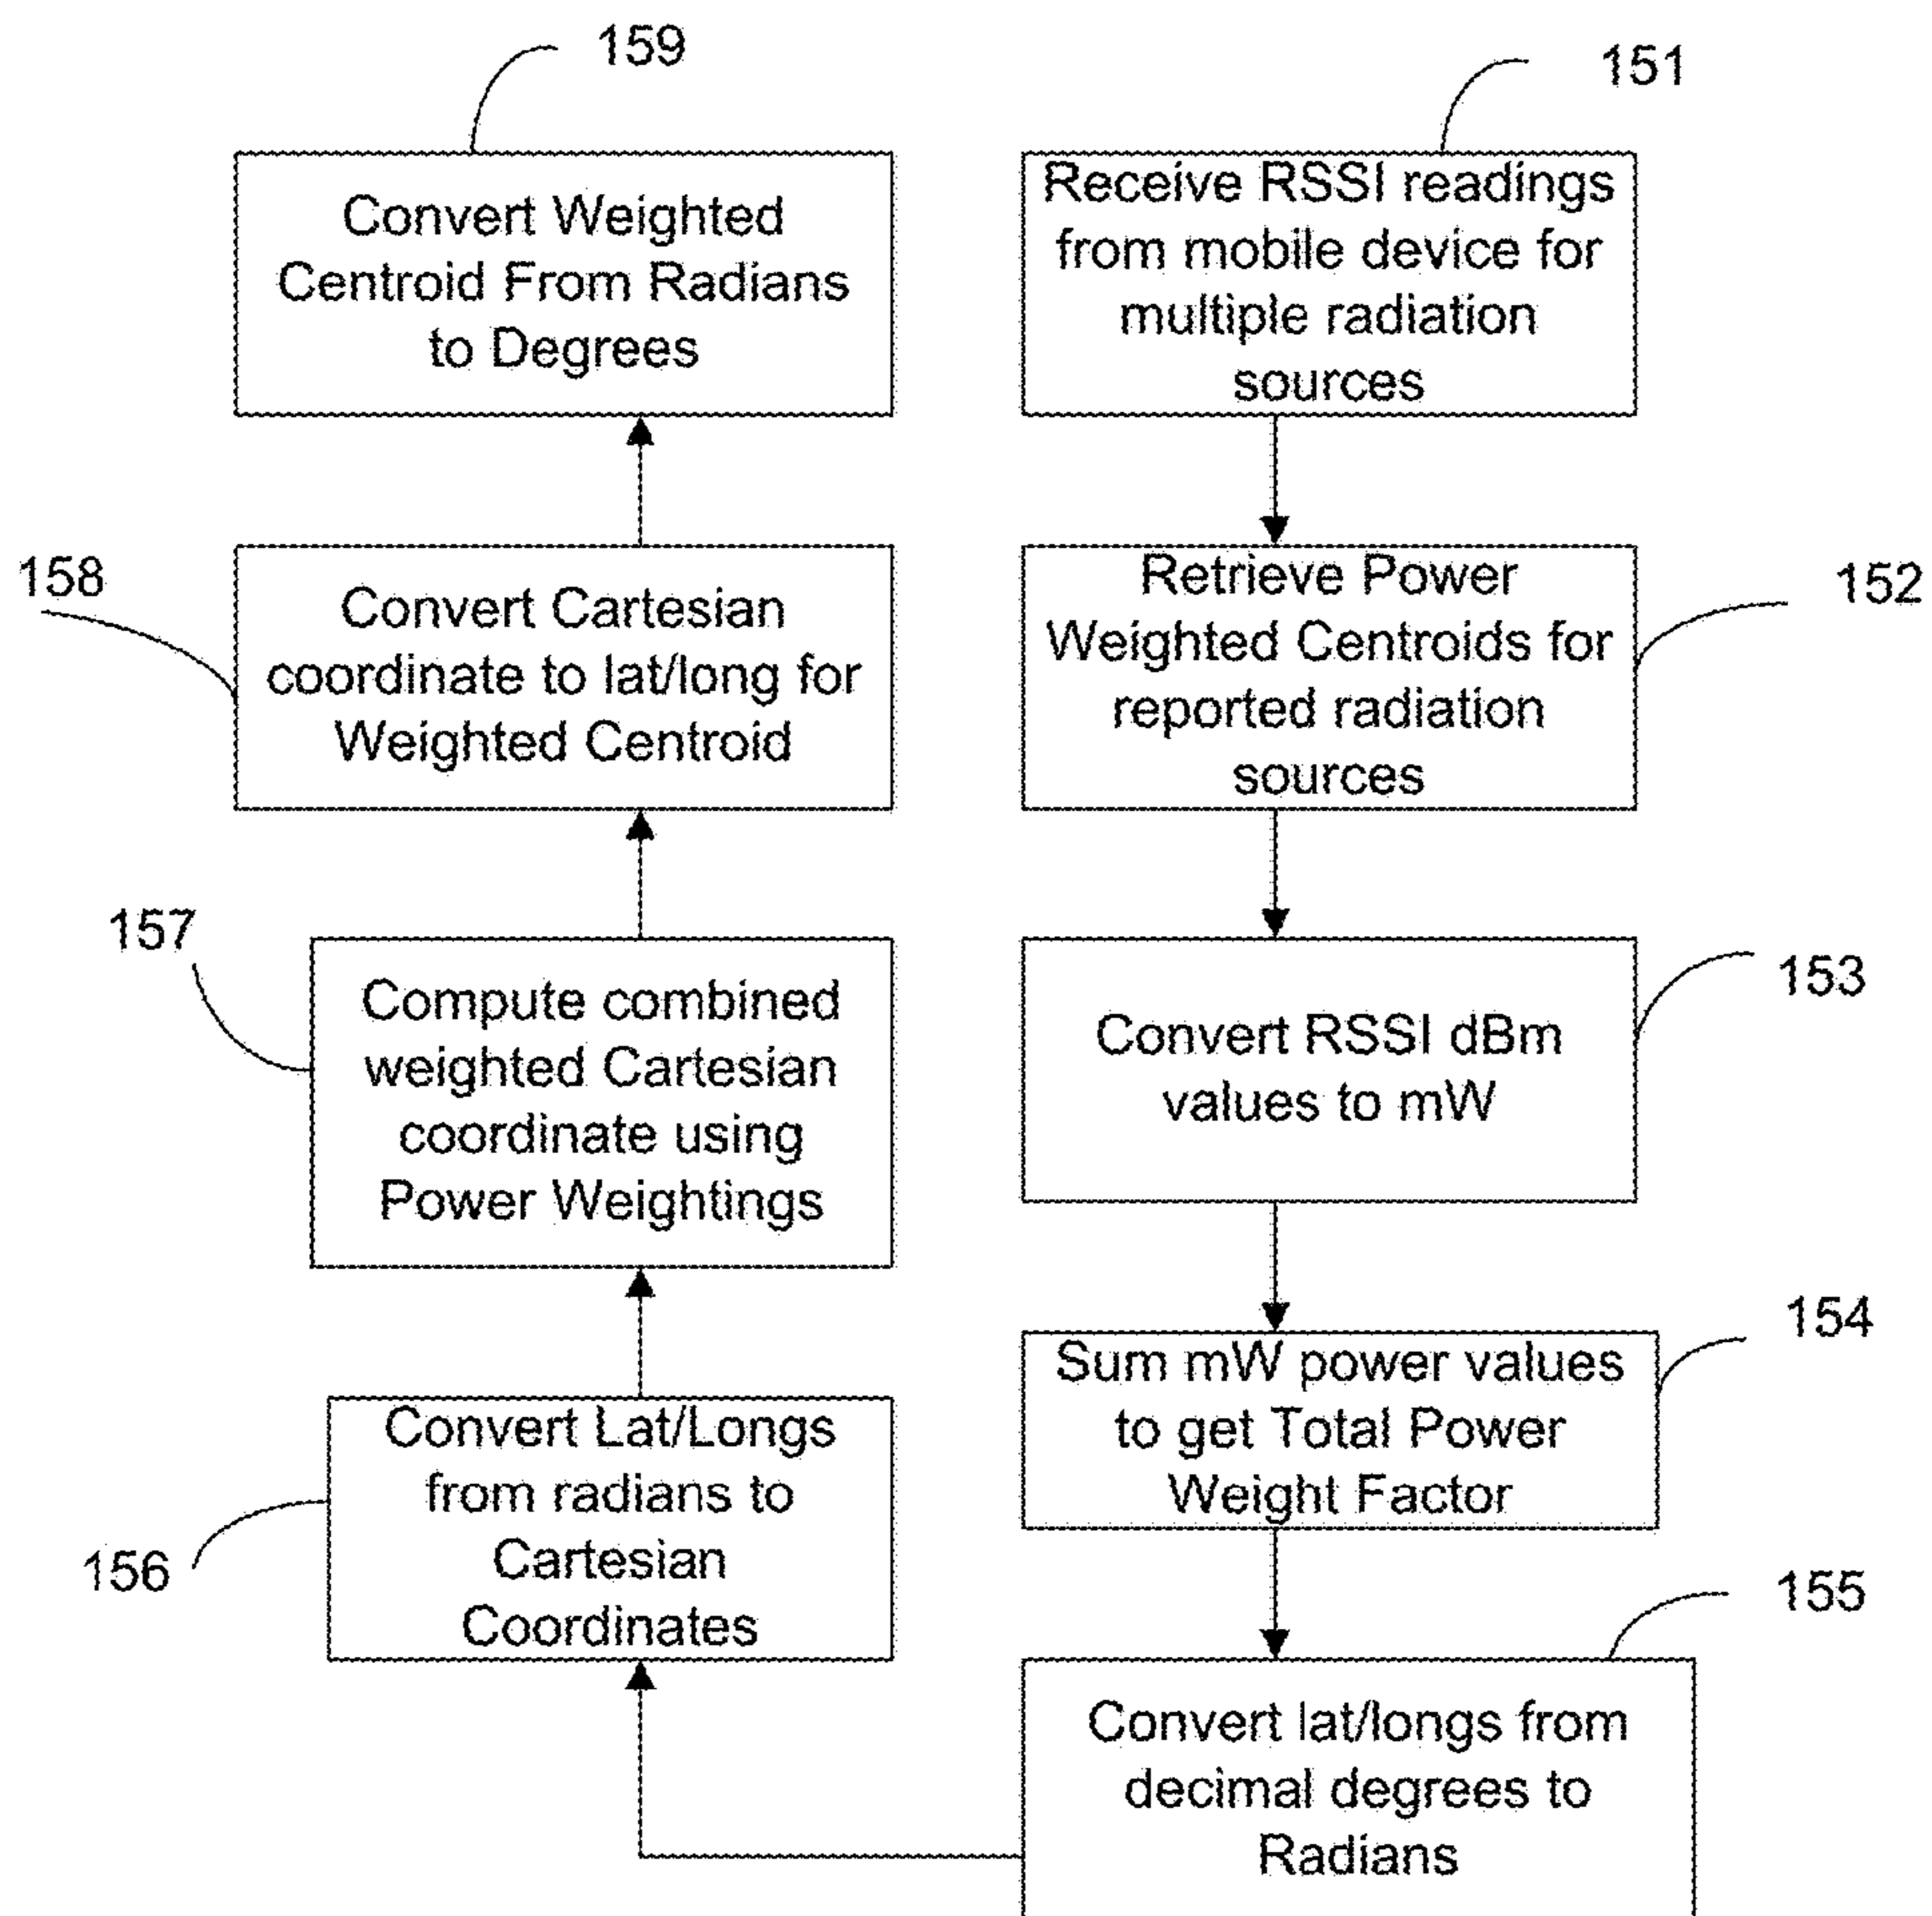 151
Receive RSSI readings
from mobile device for
multiple radiation
sources
152
Retrieve Power
Weighted Centroids for
reported radiation
sources
153
Convert RSSI dBm
values to mW
154
Sum mW power values
to get Total Power
Weight Factor
155
Convert lat/longs from
decimal degrees to
Radians
156
Convert Lat/Longs
from radians to
Cartesian
Coordinates
157
Compute combined
weighted Cartesian
coordinate using
Power Weightings
158
Convert Cartesian
coordinate to lat/long for
Weighted Centroid
159
Convert Weighted
Centroid From Radians
to Degrees